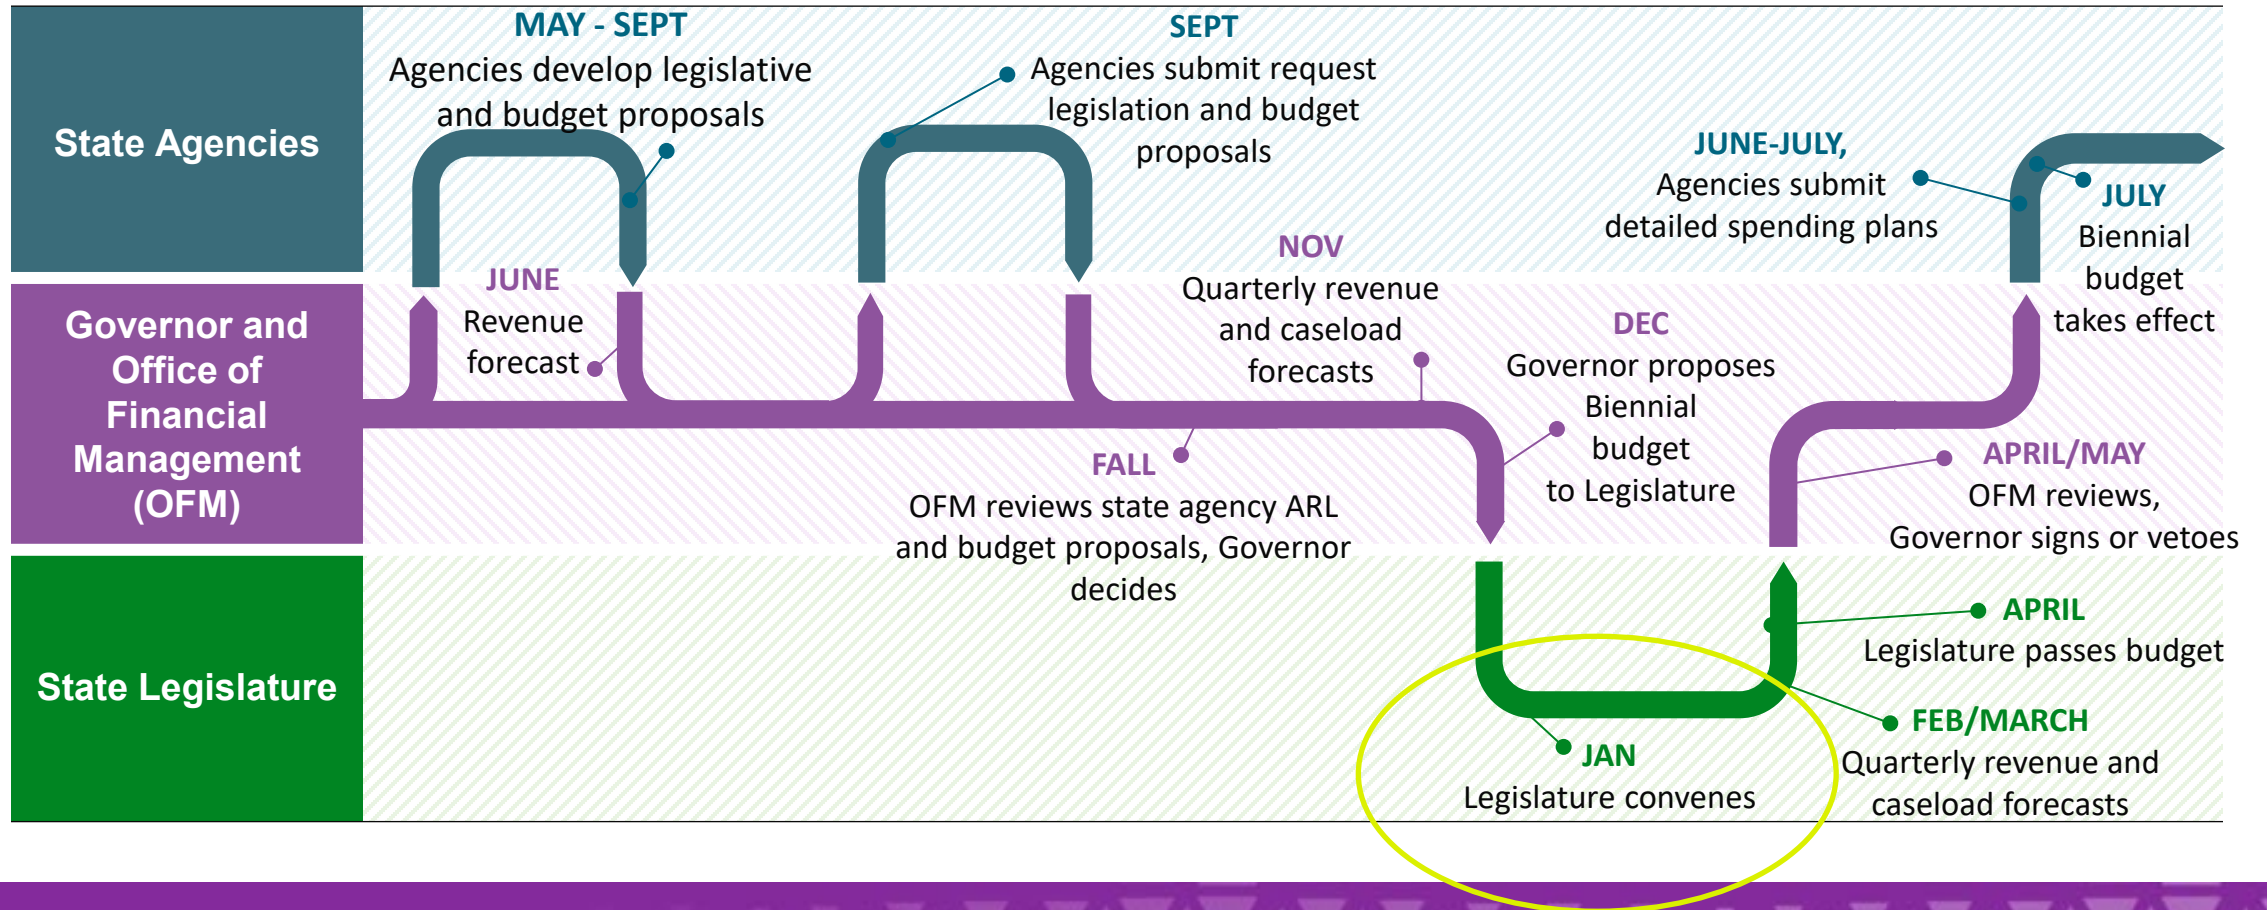 State Agencies
MAY - SEPT
Agencies develop legislative
and budget proposals
SEPT
Agencies submit request
legislation and budget
proposals
JUNE-JULY,
Agencies submit
detailed spending plans
JULY
Biennial
budget
takes effect
Governor and
Office of
Financial
Management
(OFM)
JUNE
Revenue
forecast
FALL
OFM reviews state agency ARL
and budget proposals, Governor
decides
NOV
Quarterly revenue
and caseload
forecasts
DEC
Governor proposes
Biennial
budget
to Legislature
APRIL/MAY
OFM reviews,
Governor signs or vetoes
State Legislature
JAN
Legislature convenes
APRIL
Legislature passes budget
FEB/MARCH
Quarterly revenue and
caseload forecasts